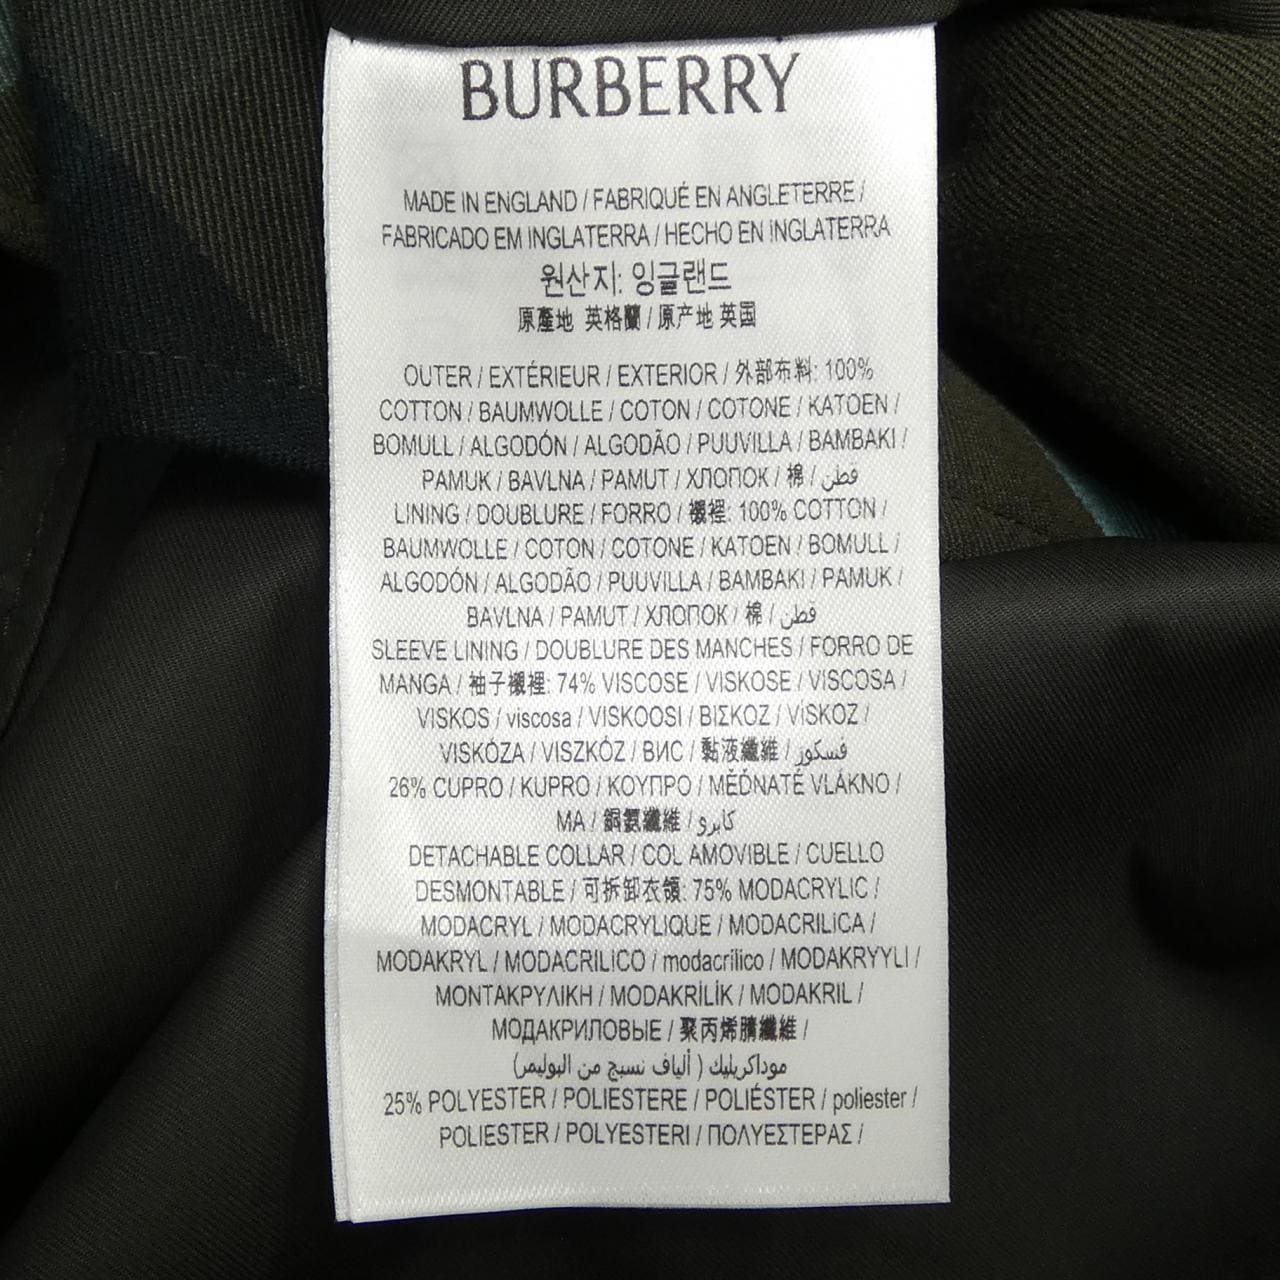 BURBERRY
MADE IN ENGLAND / FABRIQUÉ EN ANGLETERRE /
FABRICADO EM INGLATERRA / HECHO EN INGLATERRA
원산지: 잉글랜드
原產地 英格蘭 / 原产地 英国
OUTER / EXTÉRIEUR / EXTERIOR / 外部布料: 100%
COTTON / BAUMWOLLE / COTON / COTONE / KATOEN /
BOMULL / ALGODÓN / ALGODÃO / PUUVILLA / BAMBAKI /
PAMUK / BAVLNA / PAMUT / ХЛОПОК / 棉 / قطن
LINING / DOUBLURE / FORRO / 襯裡: 100% COTTON /
BAUMWOLLE / COTON / COTONE / KATOEN / BOMULL /
ALGODÓN / ALGODÃO / PUUVILLA / BAMBAKI / PAMUK /
BAVLNA / PAMUT / ХЛОПОК / 棉 / قطن
SLEEVE LINING / DOUBLURE DES MANCHES / FORRO DE
MANGA / 袖子襯裡: 74% VISCOSE / VISKOSE / VISCOSA /
VISKOS / viscosa / VISKOOSI / ΒΙΣΚΟΖ / VİSKOZ /
VISKÓZA / VISZKÓZ / ВИС / 黏液纖維 / فسكوز
26% CUPRO / KUPRO / ΚΟΥΠΡΟ / MĚĎNATÉ VLÁKNO /
МА / 銅氨纖維 / كابرو
DETACHABLE COLLAR / COL AMOVIBLE / CUELLO
DESMONTABLE / 可拆卸衣領: 75% MODACRYLIC /
MODACRYL / MODACRYLIQUE / MODACRILICA /
MODAKRYL / MODACRILICO / modacrílico / MODAKRYYLI /
ΜΟΝΤΑΚΡΥΛΙΚΗ / MODAKRİLİK / MODAKRIL /
МОДАКРИЛОВЫЕ / 聚丙烯腈纖維 /
موداكريليك ( ألياف نسيج من البوليمر)
25% POLYESTER / POLIESTERE / POLIÉSTER / poliester /
POLIESTER / POLYESTERI / ΠΟΛΥΕΣΤΕΡΑΣ /